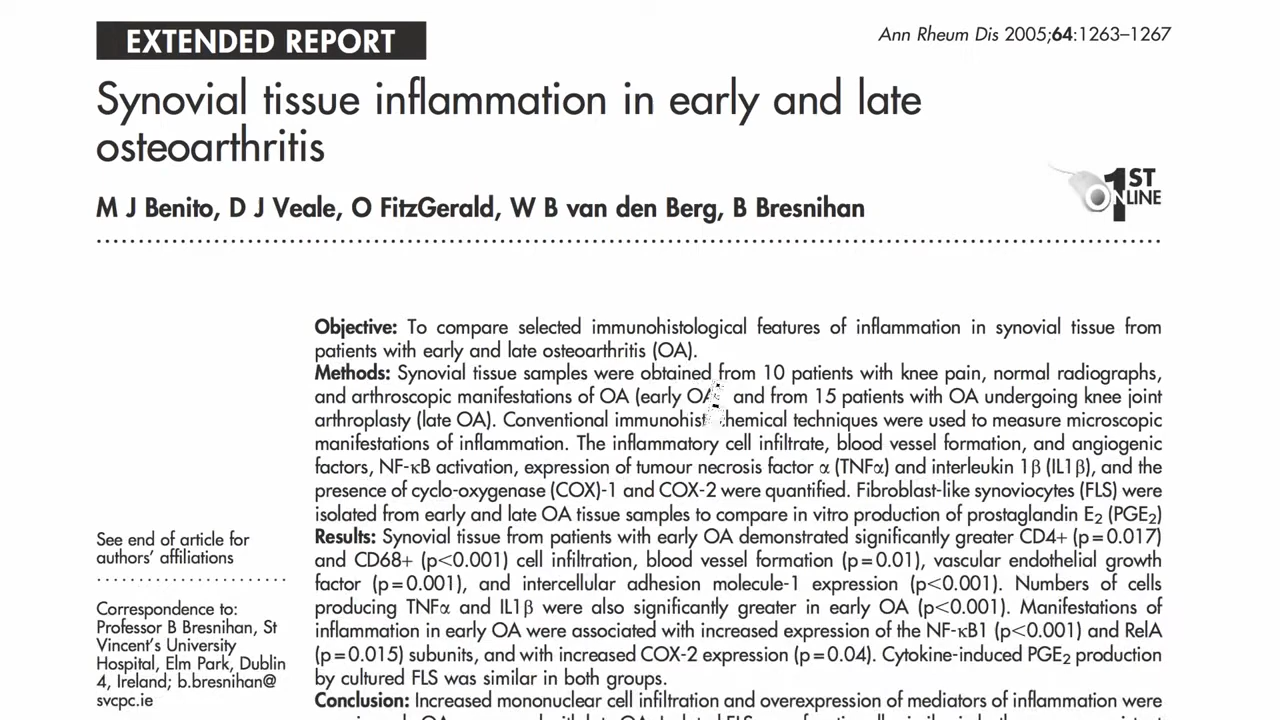 EXTENDED REPORT
Ann Rheum Dis 2005;64:1263–1267
Synovial tissue inflammation in early and late
osteoarthritis
1ST
ONLINE
M J Benito, D J Veale, O FitzGerald, W B van den Berg, B Bresnihan
Objective: To compare selected immunohistological features of inflammation in synovial tissue from
patients with early and late osteoarthritis (OA).
Methods: Synovial tissue samples were obtained from 10 patients with knee pain, normal radiographs,
and arthroscopic manifestations of OA (early OA and from 15 patients with OA undergoing knee joint
arthroplasty (late OA). Conventional techniques were used to measure microscopic
manifestations of inflammation. The inflammatory cell infiltrate, blood vessel formation, and angiogenic
factors, NF-κB activation, expression of tumour necrosis factor α (TNFα) and interleukin 1β (IL1β), and the
presence of cyclo-oxygenase (COX)-1 and COX-2 were quantified. Fibroblast-like synoviocytes (FLS) were
isolated from early and late OA tissue samples to compare in vitro production of prostaglandin E₂ (PGE₂)
Results: Synovial tissue from patients with early OA demonstrated significantly greater CD4+ (p=0.017)
and CD68+ (p<0.001) cell infiltration, blood vessel formation (p=0.01), vascular endothelial growth
factor (p=0.001), and intercellular adhesion molecule-1 expression (p<0.001). Numbers of cells
producing TNFα and IL1β were also significantly greater in early OA (p<0.001). Manifestations of
inflammation in early OA were associated with increased expression of the NF-κB1 (p<0.001) and RelA
(p=0.015) subunits, and with increased COX-2 expression (p=0.04). Cytokine-induced PGE₂ production
by cultured FLS was similar in both groups.
Conclusion: Increased mononuclear cell infiltration and overexpression of mediators of inflammation were
See end of article for
authors' affiliations
Correspondence to:
Professor B Bresnihan, St
Vincent's University
Hospital, Elm Park, Dublin
4, Ireland; b.bresnihan@
svcpc.ie